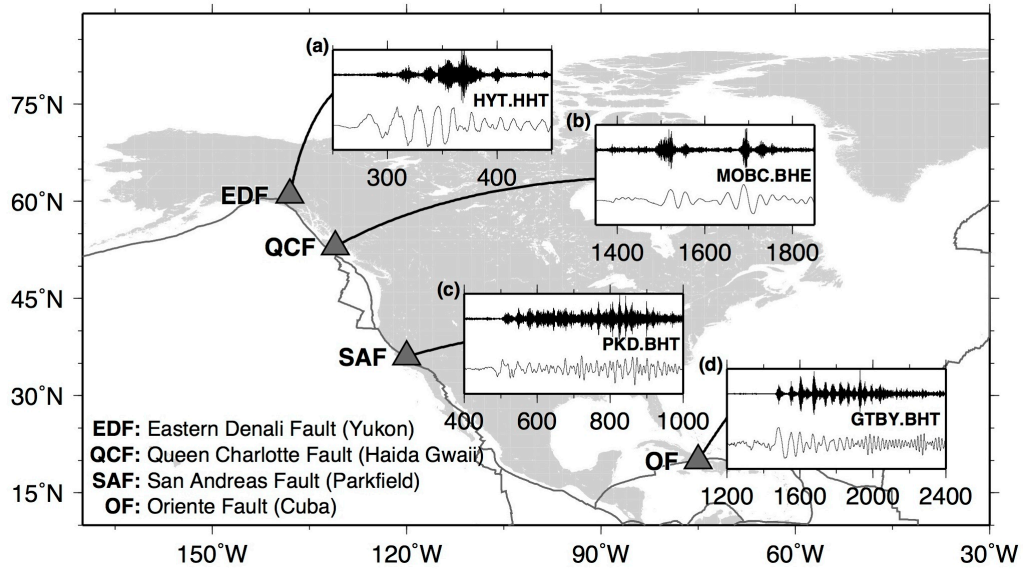 (a)
HYT.HHT
300 400
(b)
MOBC.BHE
1400 1600 1800
(c)
PKD.BHT
400 600 800 1000
(d)
GTBY.BHT
1200 1600 2000 2400
75°N
60°N
45°N
30°N
15°N
EDF
QCF
SAF
OF
EDF: Eastern Denali Fault (Yukon)
QCF: Queen Charlotte Fault (Haida Gwaii)
SAF: San Andreas Fault (Parkfield)
OF: Oriente Fault (Cuba)
150°W 120°W 90°W 60°W 30°W